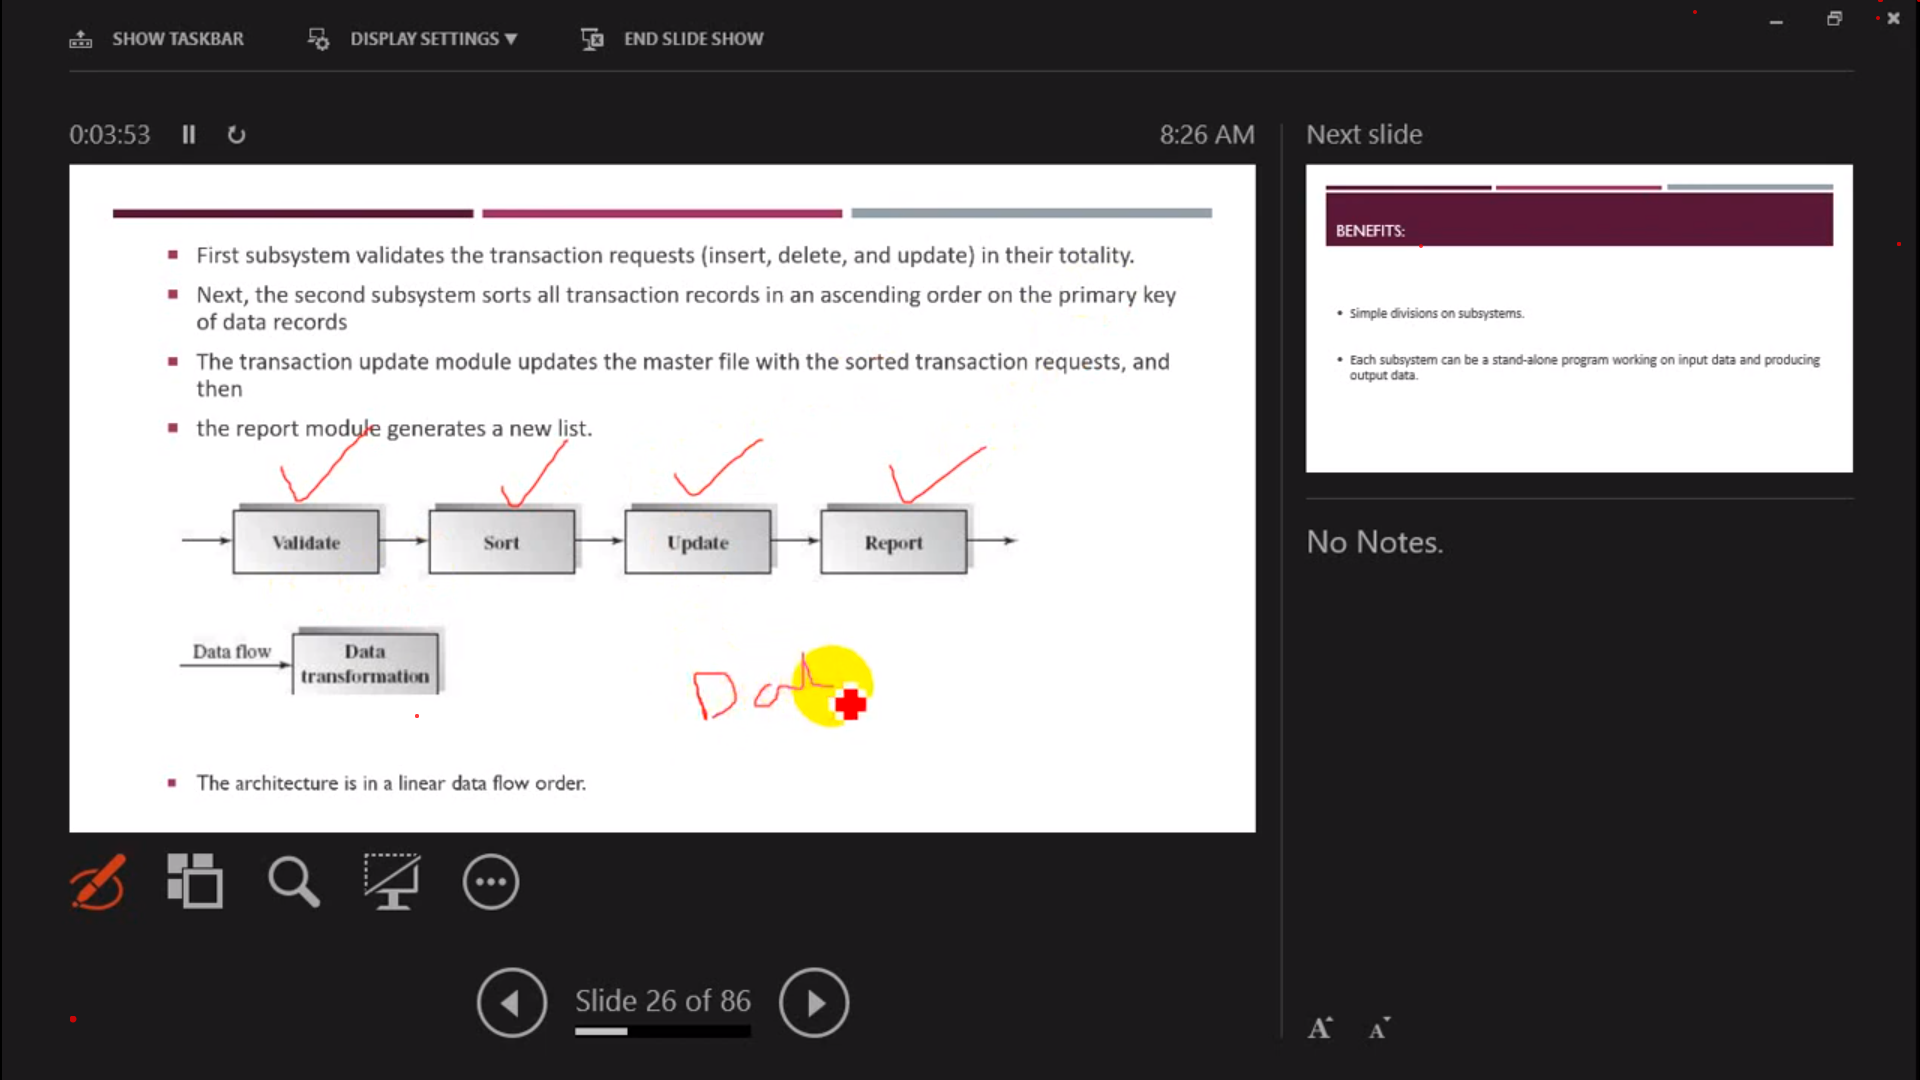 SHOW TASKBAR
DISPLAY SETTINGS ▼
END SLIDE SHOW
0:03:53
8:26 AM
Next slide
First subsystem validates the transaction requests (insert, delete, and update) in their totality.
Next, the second subsystem sorts all transaction records in an ascending order on the primary key
of data records
The transaction update module updates the master file with the sorted transaction requests, and
then
the report module generates a new list.
Validate
Sort
Update
Report
Data flow
Data
transformation
Dat
The architecture is in a linear data flow order.
BENEFITS:
• Simple divisions on subsystems.
• Each subsystem can be a stand-alone program working on input data and producing
output data.
No Notes.
Slide 26 of 86
A
A